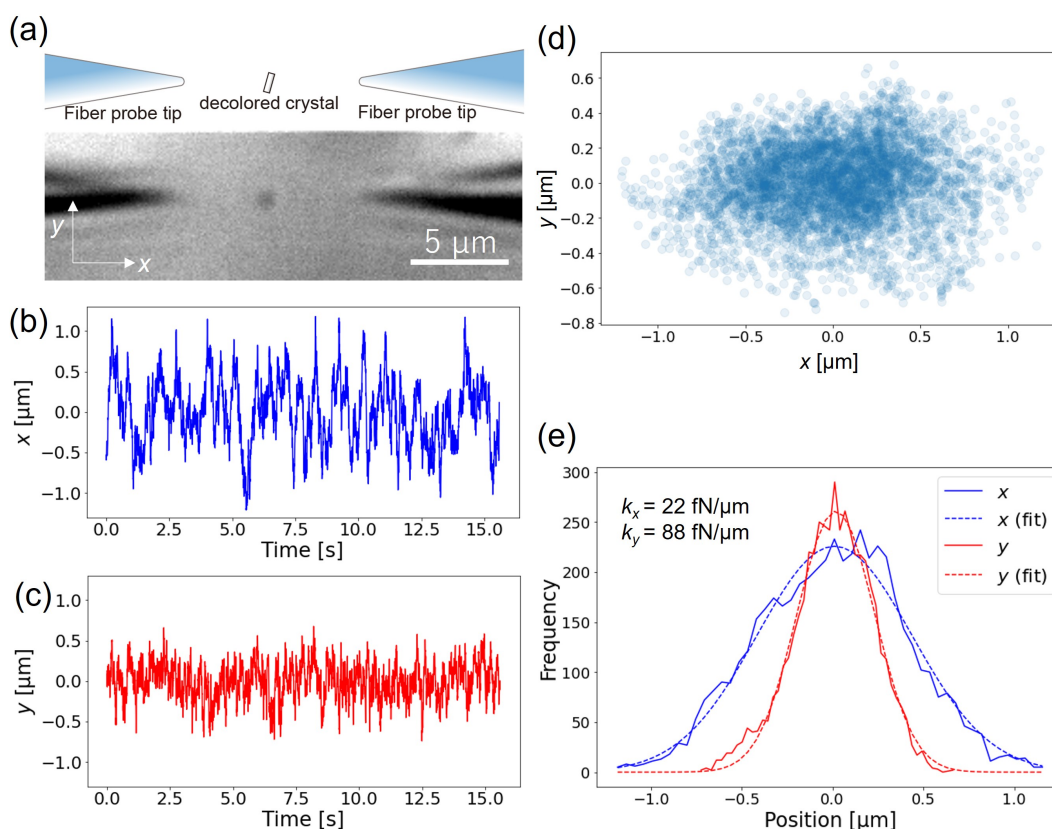 (a)
Fiber probe tip
decolored crystal
Fiber probe tip
y
x
5 μm
(b)
x [μm]
1.0
0.5
0.0
−0.5
−1.0
0.0 2.5 5.0 7.5 10.0 12.5 15.0
Time [s]
(c)
y [μm]
1.0
0.5
0.0
−0.5
−1.0
0.0 2.5 5.0 7.5 10.0 12.5 15.0
Time [s]
(d)
y [μm]
0.6
0.4
0.2
0.0
−0.2
−0.4
−0.6
−0.8
−1.0 −0.5 0.0 0.5 1.0
x [μm]
(e)
Frequency
300
250
200
150
100
50
0
kx = 22 fN/μm
ky = 88 fN/μm
x
x (fit)
y
y (fit)
−1.0 −0.5 0.0 0.5 1.0
Position [μm]